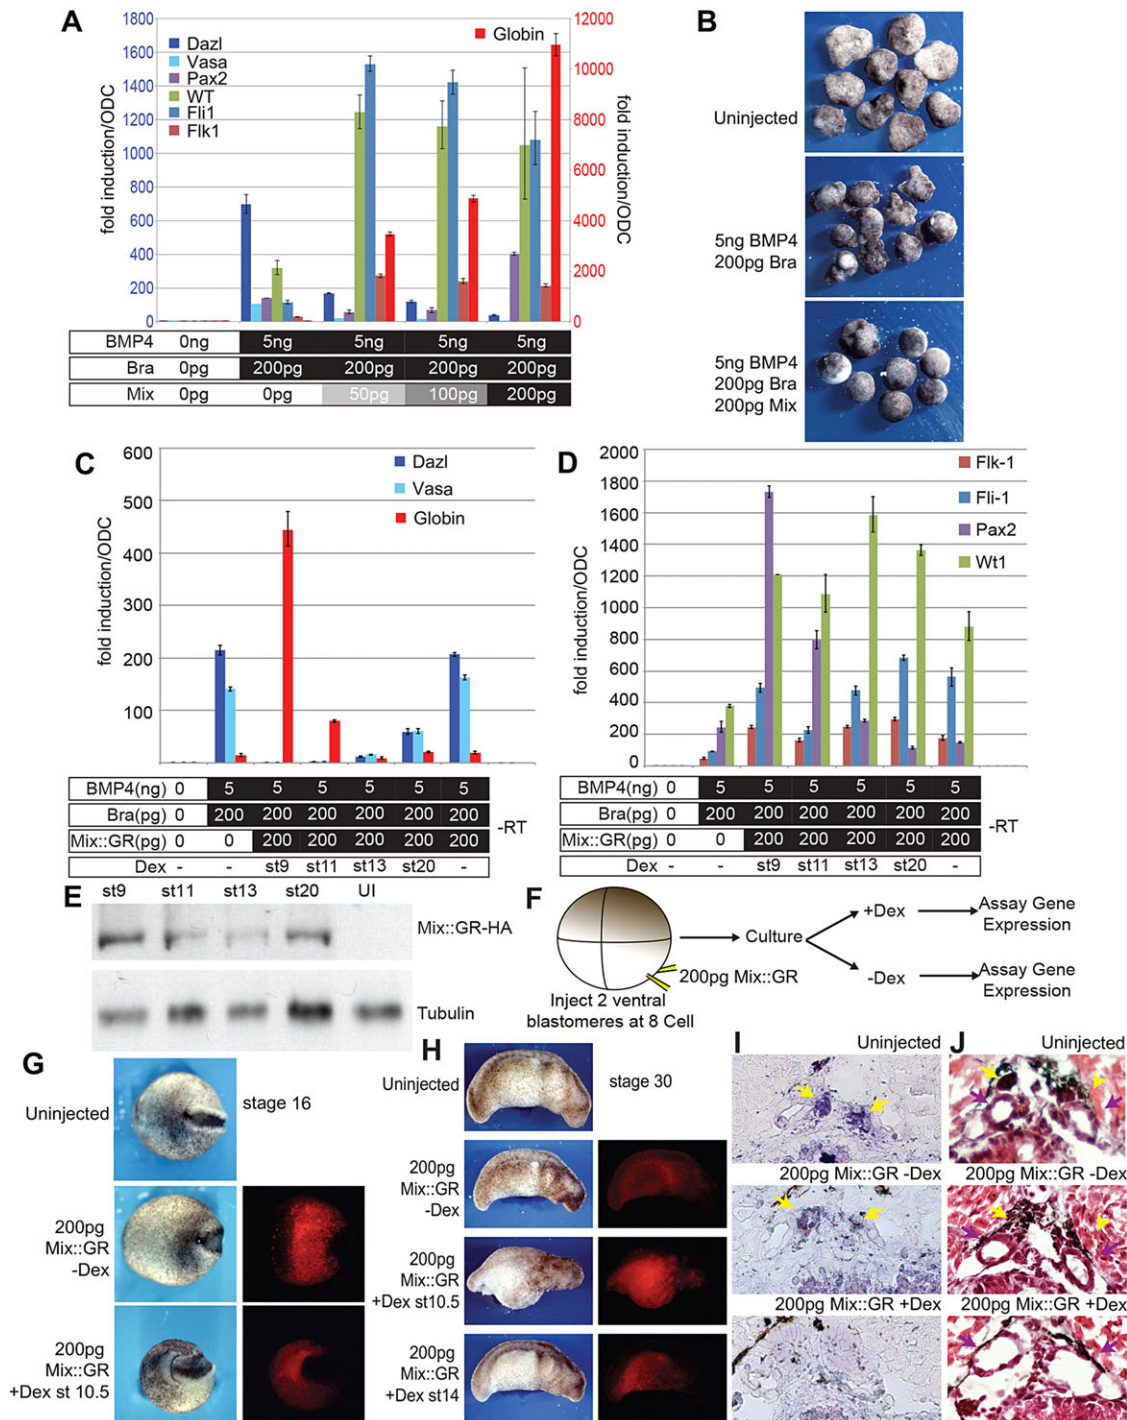 A
fold induction/ODC
1800
1600
1400
1200
1000
800
600
400
200
0
Dazl
Vasa
Pax2
WT
Fli1
Flk1
Globin
12000
10000
8000
6000
4000
2000
0
fold induction/ODC
BMP4 0ng 5ng 5ng 5ng 5ng
Bra 0pg 200pg 200pg 200pg 200pg
Mix 0pg 0pg 50pg 100pg 200pg
B
Uninjected
5ng BMP4
200pg Bra
5ng BMP4
200pg Bra
200pg Mix
C
fold induction/ODC
600
500
400
300
200
100
Dazl
Vasa
Globin
BMP4(ng) 0 5 5 5 5 5 5
Bra(pg) 0 200 200 200 200 200 200
Mix::GR(pg) 0 0 200 200 200 200 200
-RT
Dex - - st9 st11 st13 st20 -
D
fold induction/ODC
2000
1800
1600
1400
1200
1000
800
600
400
200
0
Flk-1
Fli-1
Pax2
Wt1
BMP4(ng) 0 5 5 5 5 5 5
Bra(pg) 0 200 200 200 200 200 200
Mix::GR(pg) 0 0 200 200 200 200 200
-RT
Dex - - st9 st11 st13 st20 -
E
st9 st11 st13 st20 UI
Mix::GR-HA
Tubulin
F
200pg Mix::GR
Inject 2 ventral
blastomeres at 8 Cell
Culture
+Dex
-Dex
Assay Gene
Expression
Assay Gene
Expression
G
Uninjected
stage 16
200pg
Mix::GR
-Dex
200pg
Mix::GR
+Dex st 10.5
H
Uninjected
stage 30
200pg
Mix::GR
-Dex
200pg
Mix::GR
+Dex st10.5
200pg
Mix::GR
+Dex st14
I
Uninjected
200pg Mix::GR -Dex
200pg Mix::GR +Dex
J
Uninjected
200pg Mix::GR -Dex
200pg Mix::GR +Dex